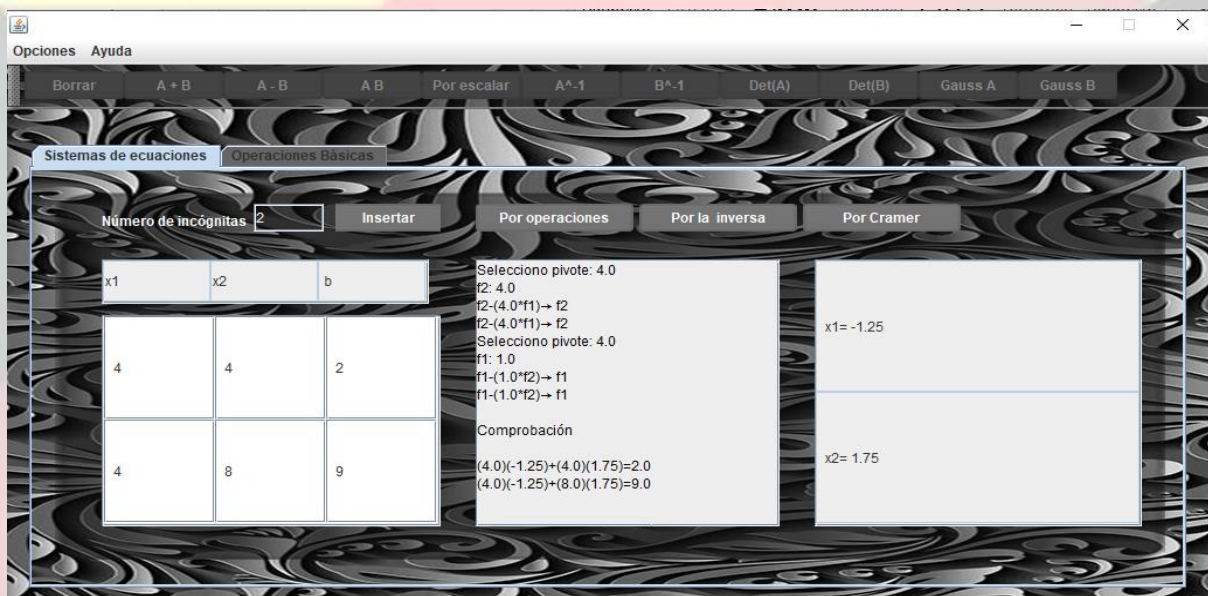 Opciones Ayuda
Borrar A + B A - B A B Por escalar A^-1 B^-1 Det(A) Det(B) Gauss A Gauss B
Sistemas de ecuaciones Operaciones Bàsicas
Número de incógnitas 2 Insertar Por operaciones Por la inversa Por Cramer
x1 x2 b
4 4 2
4 8 9
Selecciono pivote: 4.0
f2: 4.0
f2-(4.0*f1)→ f2
f2-(4.0*f1)→ f2
Selecciono pivote: 4.0
f1: 1.0
f1-(1.0*f2)→ f1
f1-(1.0*f2)→ f1
Comprobación
(4.0)(-1.25)+(4.0)(1.75)=2.0
(4.0)(-1.25)+(8.0)(1.75)=9.0
x1= -1.25
x2= 1.75